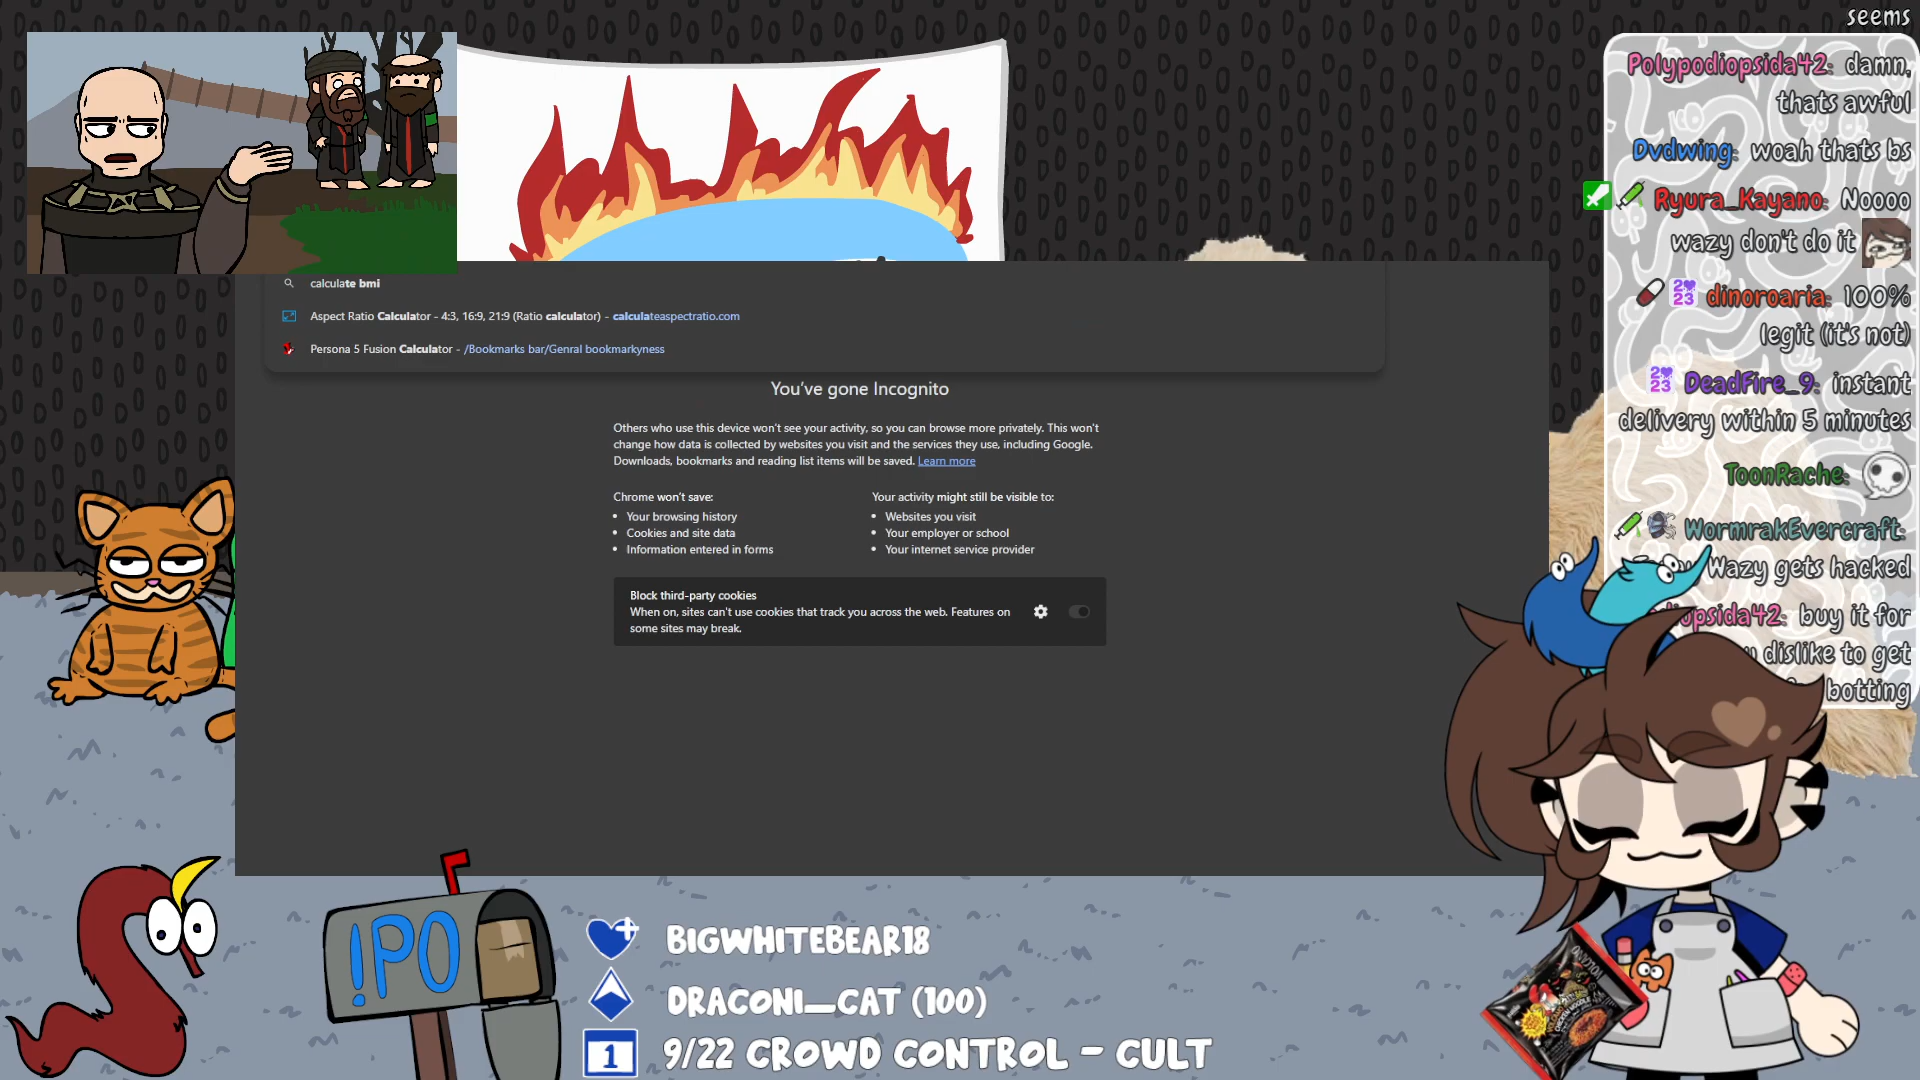 calculate bmi
Aspect Ratio Calculator - 4:3, 16:9, 21:9 (Ratio calculator) - calculateaspectratio.com
Persona 5 Fusion Calculator - /Bookmarks bar/Genral bookmarkyness
You've gone Incognito
Others who use this device won't see your activity, so you can browse more privately. This won't
change how data is collected by websites you visit and the services they use, including Google.
Downloads, bookmarks and reading list items will be saved. Learn more
Chrome won't save:
Your browsing history
Cookies and site data
Information entered in forms
Your activity might still be visible to:
Websites you visit
Your employer or school
Your internet service provider
Block third-party cookies
When on, sites can't use cookies that track you across the web. Features on
some sites may break.
seems
Polypodiopsida42: damn,
thats awful
Dvdwing: woah thats bs
Ryura_Kayano: Noooo
wazy don't do it
dinoroaria: 100%
legit (it's not)
DeadFire_9: instant
delivery within 5 minutes
ToonRache:
WormrakEvercraft:
Wazy gets hacked
opsida42: buy it for
dislike to get
botting
!PO
BIGWHITEBEAR18
DRACONI_CAT (100)
1 9/22 CROWD CONTROL - CULT